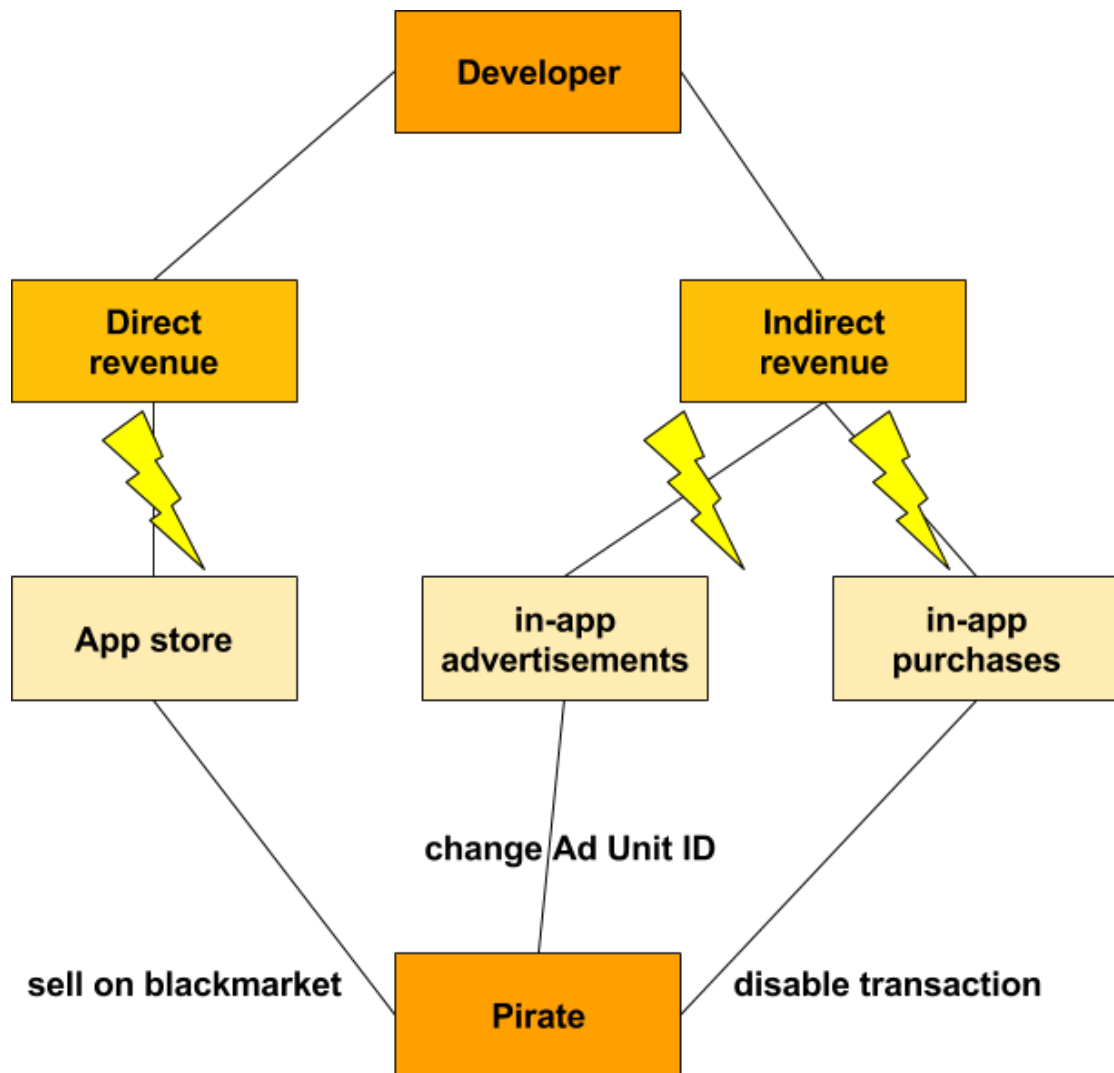 Developer
Direct
revenue
Indirect
revenue
App store
in-app
advertisements
in-app
purchases
change Ad Unit ID
sell on blackmarket
disable transaction
Pirate